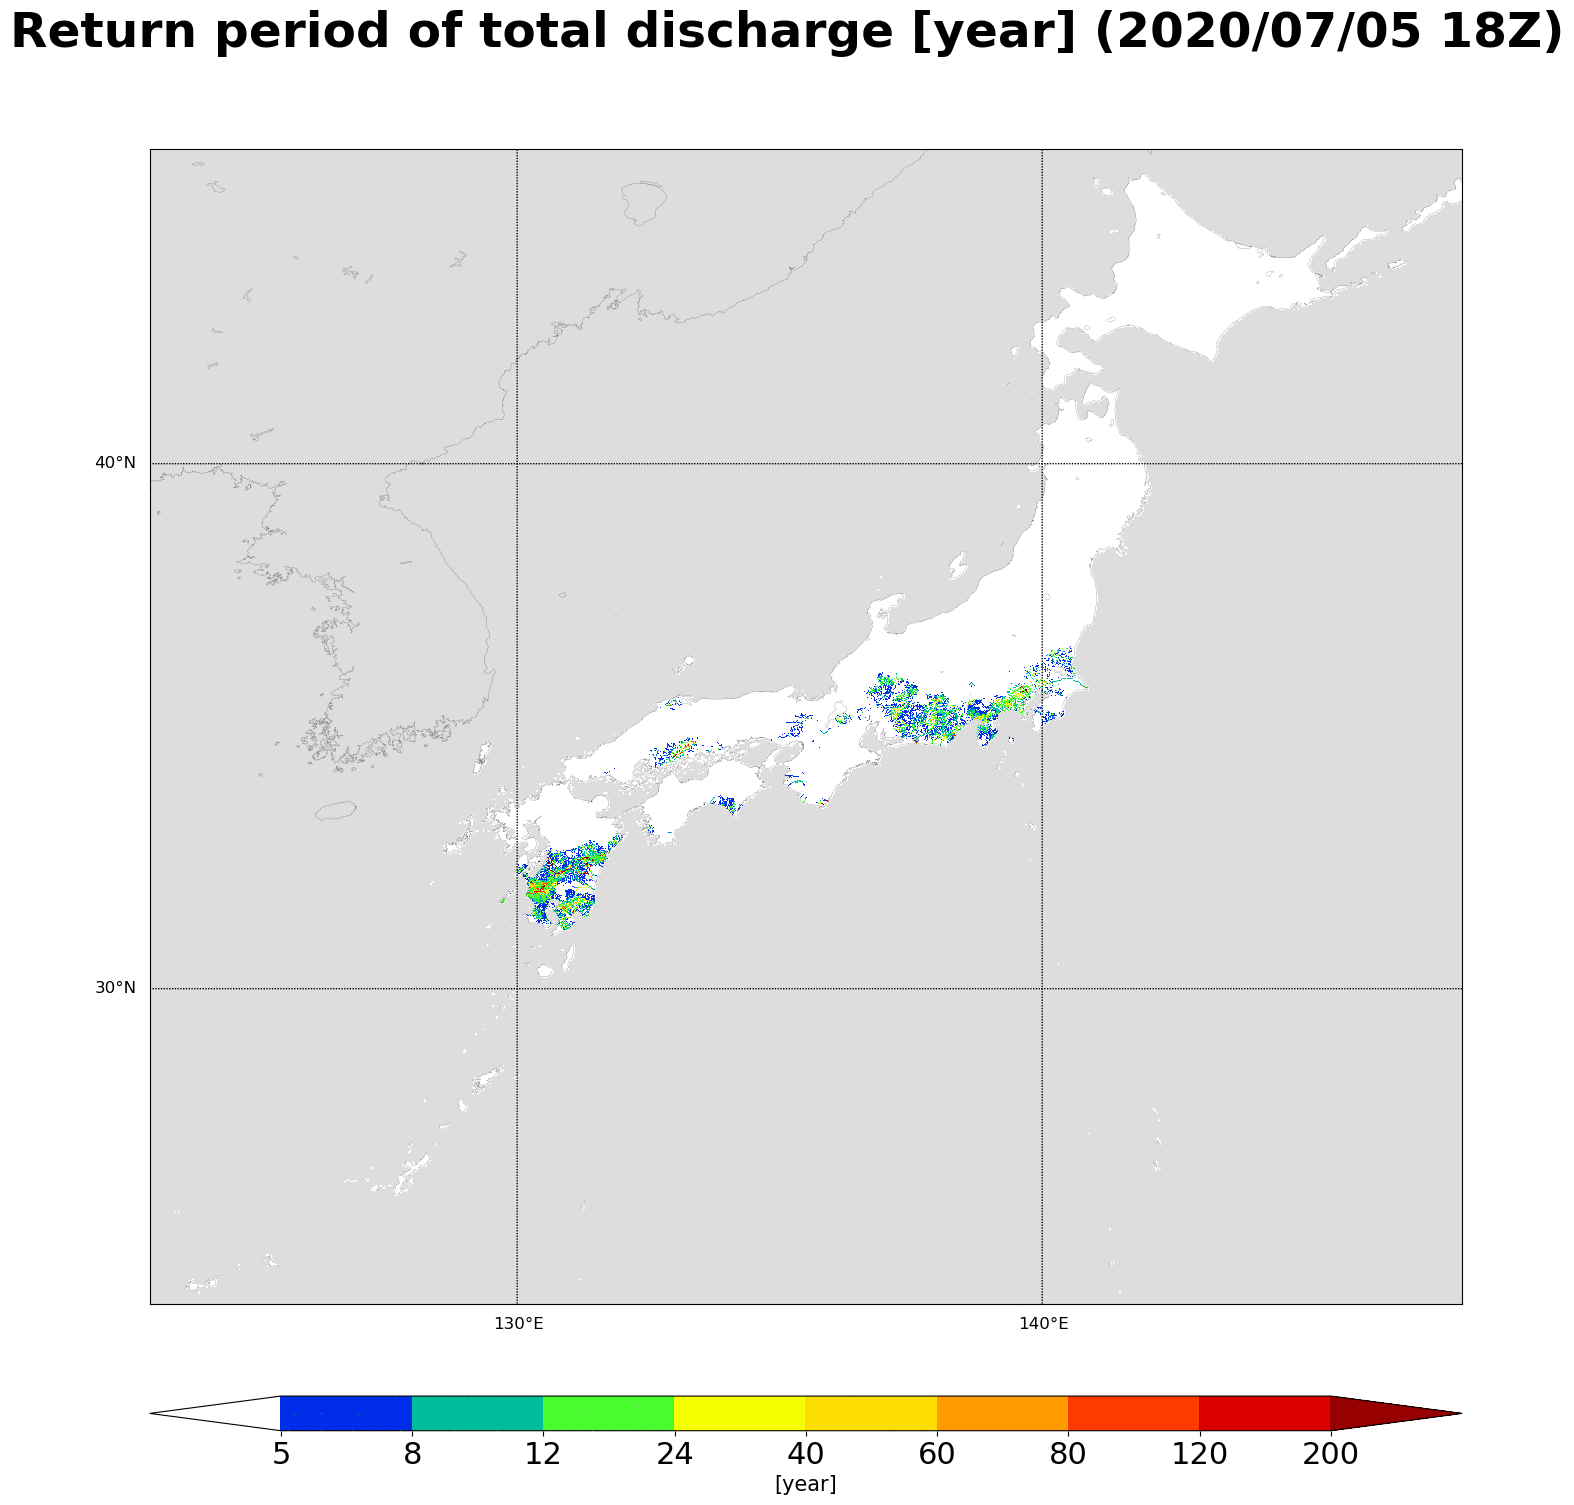 Return period of total discharge [year] (2020/07/05 18Z)
40°N
30°N
130°E 140°E
5 8 12 24 40 60 80 120 200
[year]